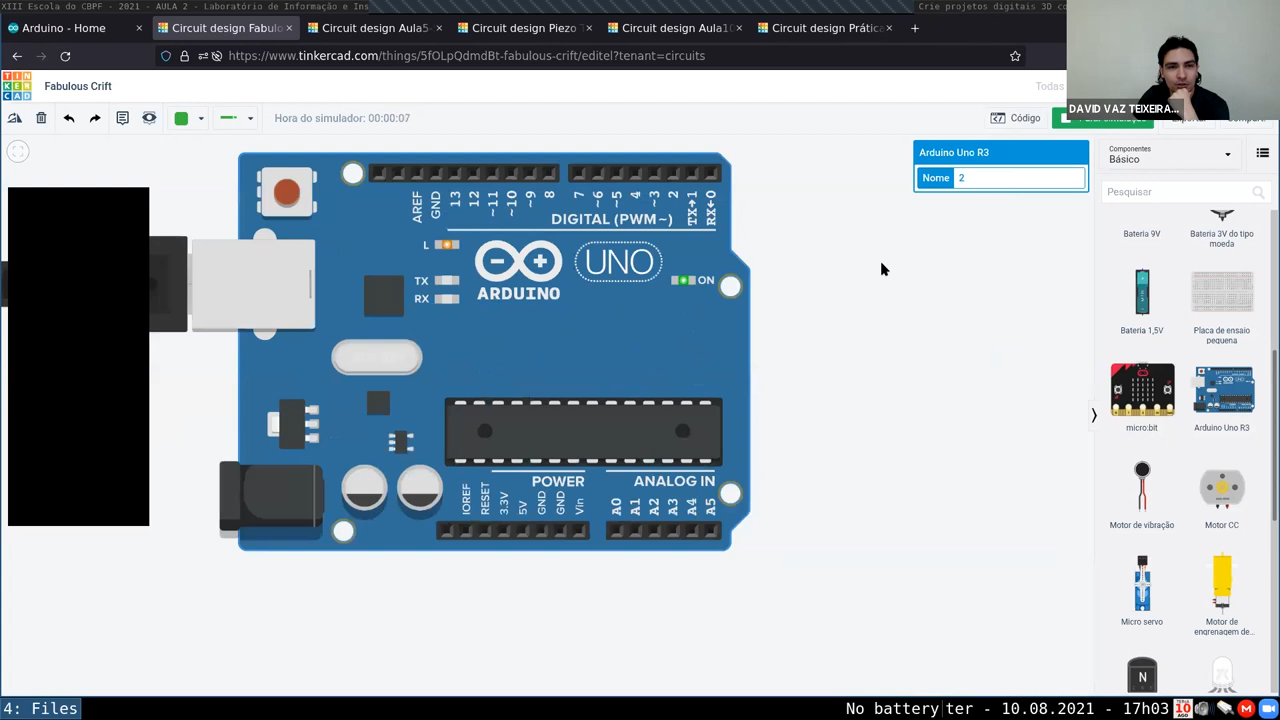 XIII Escola do CBPF - 2021 - AULA 2 - Laboratório de Informação e Ins
Crie projetos digitais 3D co
Arduino - Home
Circuit design Fabulo
Circuit design Aula5-
Circuit design Piezo T
Circuit design Aula10
Circuit design Prática
https://www.tinkercad.com/things/5fOLpQdmdBt-fabulous-crift/editel?tenant=circuits
DAVID VAZ TEIXEIRA...
TIN
KER
CAD
Fabulous Crift
Todas
Hora do simulador: 00:00:07
Código
Arduino Uno R3
Nome 2
Componentes
Básico
Pesquisar
Bateria 9V
Bateria 3V do tipo moeda
Bateria 1,5V
Placa de ensaio pequena
micro:bit
Arduino Uno R3
Motor de vibração
Motor CC
Micro servo
Motor de engrenagem de...
N
AREF GND 13 12 ~11 ~10 ~9 8 7 ~6 ~5 4 ~3 2 TX→1 RX←0
DIGITAL (PWM~)
L
TX
RX
UNO
ARDUINO
ON
POWER
ANALOG IN
IOREF RESET 3.3V 5V GND GND Vin A0 A1 A2 A3 A4 A5
4: Files
No battery ter - 10.08.2021 - 17h03
TERÇA
10
AGO